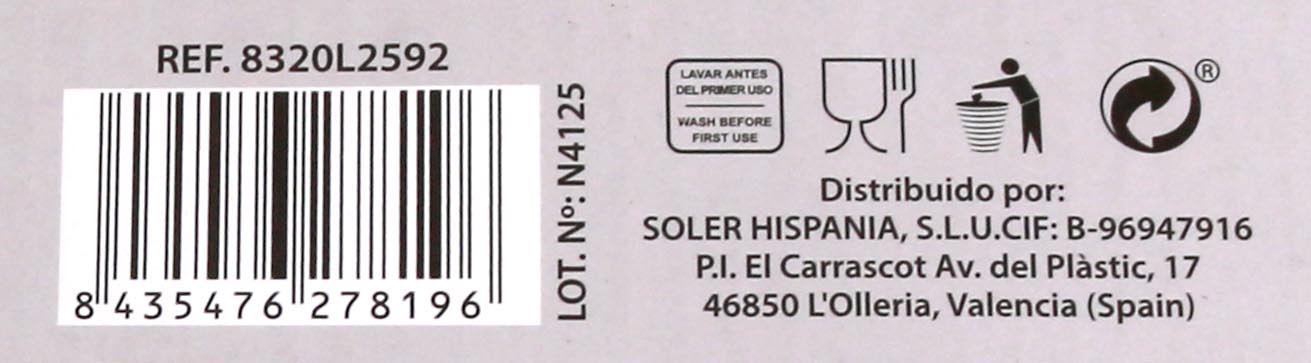 REF. 8320L2592
8 435476 278196
LOT. Nº: N4125
LAVAR ANTES
DEL PRIMER USO
WASH BEFORE
FIRST USE
®
Distribuido por:
SOLER HISPANIA, S.L.U.CIF: B-96947916
P.I. El Carrascot Av. del Plàstic, 17
46850 L'Olleria, Valencia (Spain)